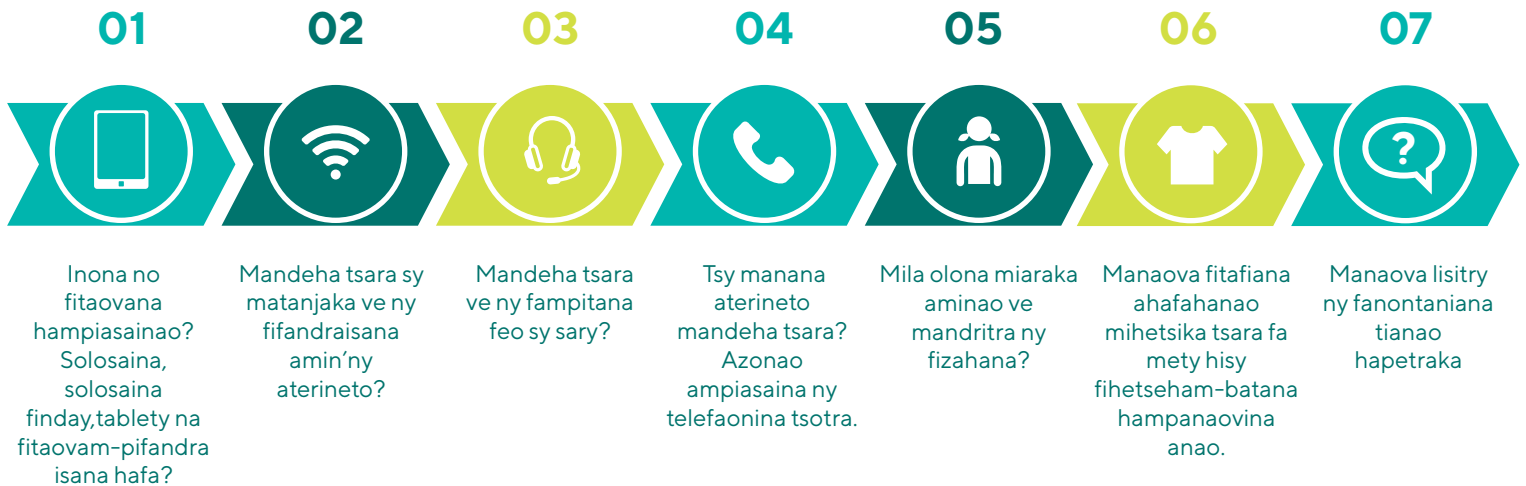 01
02
03
04
05
06
07
?
Inona no
fitaovana
hampiasainao?
Solosaina,
solosaina
finday,tablety na
fitaovam-pifandra
isana hafa?
Mandeha tsara sy
matanjaka ve ny
fifandraisana
amin’ny
aterineto?
Mandeha tsara
ve ny fampitana
feo sy sary?
Tsy manana
aterineto
mandeha tsara?
Azonao
ampiasaina ny
telefaonina tsotra.
Mila olona miaraka
aminao ve
mandritra ny
fizahana?
Manaova fitafiana
ahafahanao
mihetsika tsara fa
mety hisy
fihetseham-batana
hampanaovina
anao.
Manaova lisitry
ny fanontaniana
tianao
hapetraka